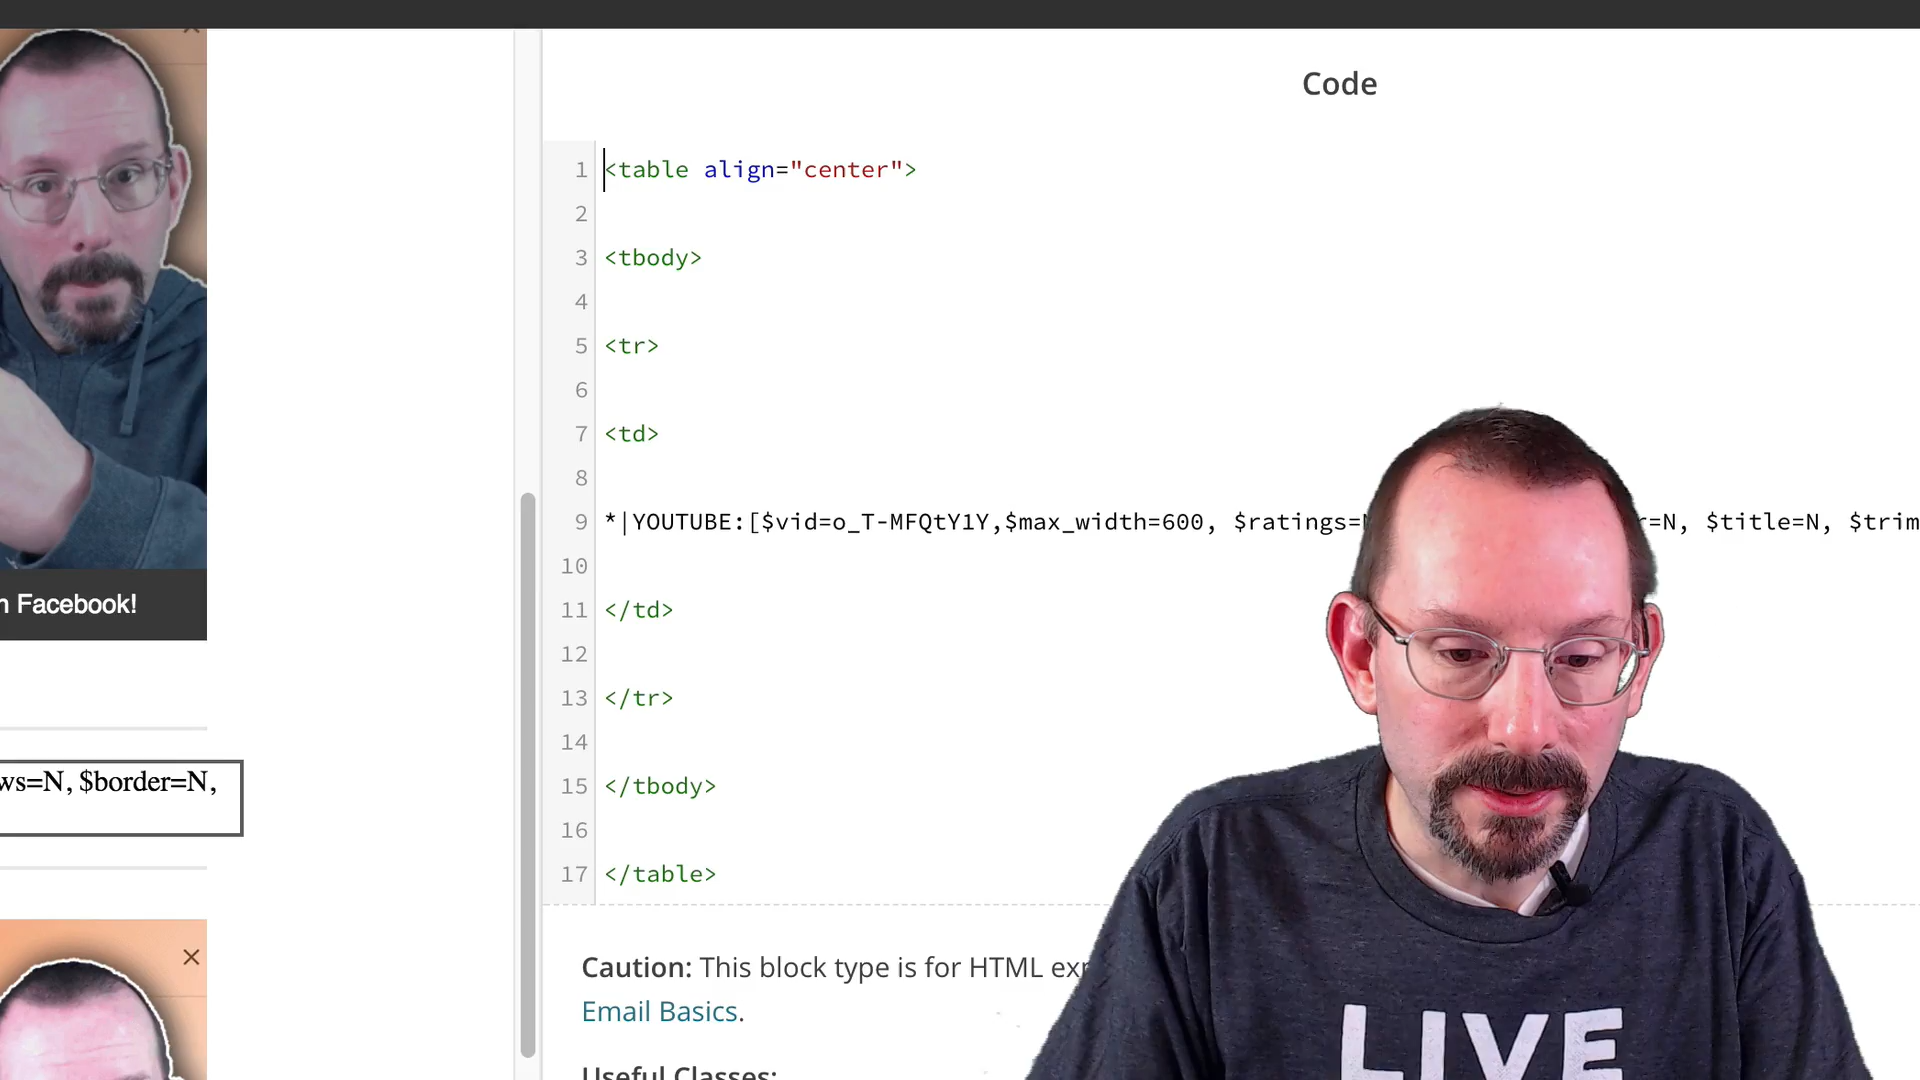 Code
1 <table align="center">
2
3 <tbody>
4
5 <tr>
6
7 <td>
8
9 *|YOUTUBE:[$vid=o_T-MFQtY1Y,$max_width=600, $ratings= =N, $title=N, $trim
10
11 </td>
12
13 </tr>
14
15 </tbody>
16
17 </table>
Facebook!
$border=N,
Caution: This block type is for HTML
Email Basics.
Useful Classes:
LIVE